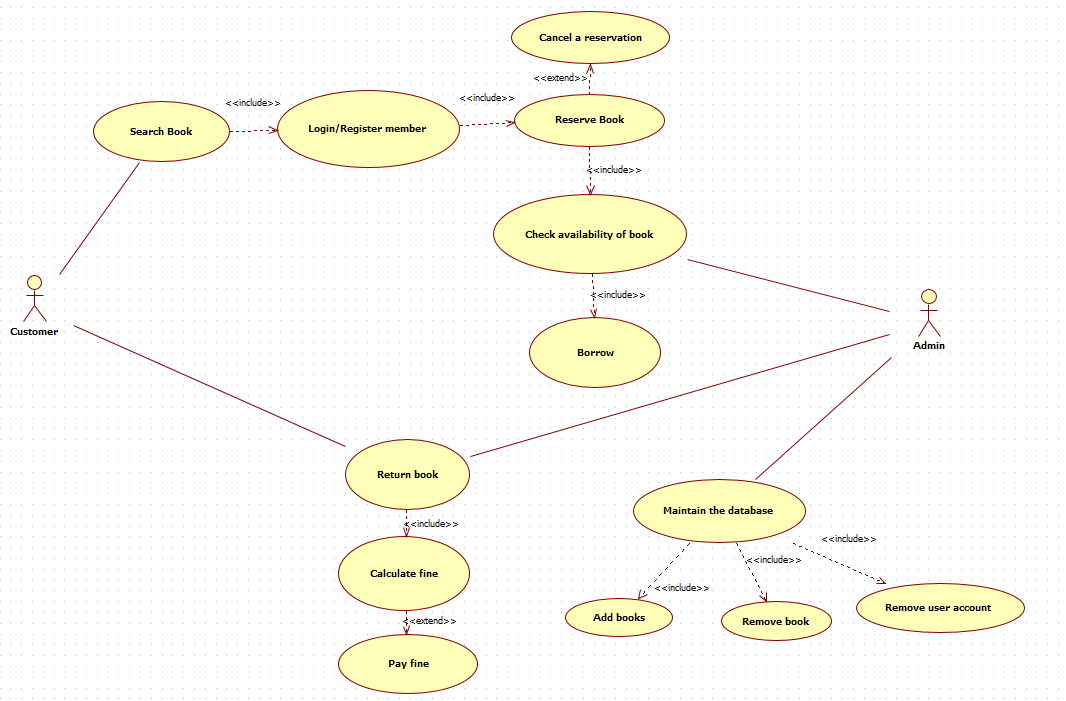 Cancel a reservation
<<extend>>
<<include>>
<<include>>
Search Book
Login/Register member
Reserve Book
<<include>>
Check availability of book
<<include>>
Customer
Admin
Borrow
Return book
Maintain the database
<<include>>
<<include>>
<<include>>
Calculate fine
<<include>>
Add books
Remove book
Remove user account
<<extend>>
Pay fine